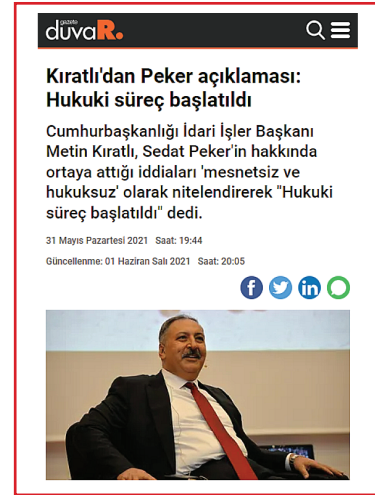 gazete
duvaR.
Kıratlı'dan Peker açıklaması:
Hukuki süreç başlatıldı
Cumhurbaşkanlığı İdari İşler Başkanı
Metin Kıratlı, Sedat Peker'in hakkında
ortaya attığı iddiaları 'mesnetsiz ve
hukuksuz' olarak nitelendirerek "Hukuki
süreç başlatıldı" dedi.
31 Mayıs Pazartesi 2021 Saat: 19:44
Güncellenme: 01 Haziran Salı 2021 Saat: 20:05